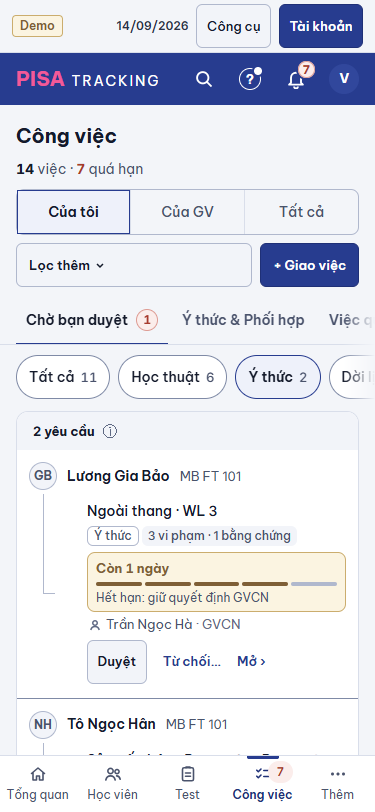 Demo 14/09/2026 Công cụ Tài khoản
PISA TRACKING ? 7 V
Công việc
14 việc · 7 quá hạn
Của tôi Của GV Tất cả
Lọc thêm + Giao việc
Chờ bạn duyệt 1 Ý thức & Phối hợp Việc q
Tất cả 11 Học thuật 6 Ý thức 2 Dời
2 yêu cầu
GB Lương Gia Bảo MB FT 101
Ngoài thang · WL 3
Ý thức 3 vi phạm · 1 bằng chứng
Còn 1 ngày
Hết hạn: giữ quyết định GVCN
Trần Ngọc Hà · GVCN
Duyệt Từ chối... Mở ›
NH Tô Ngọc Hân MB FT 101
7
Tổng quan Học viên Test Công việc Thêm